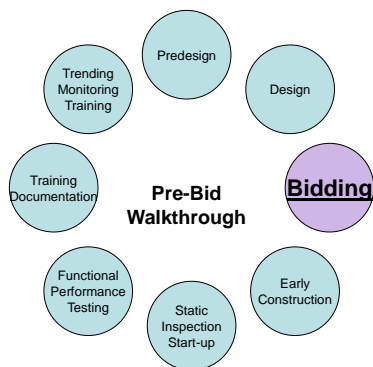 Predesign
Design
Bidding
Early
Construction
Static
Inspection
Start-up
Functional
Performance
Testing
Training
Documentation
Trending
Monitoring
Training
Pre-Bid
Walkthrough